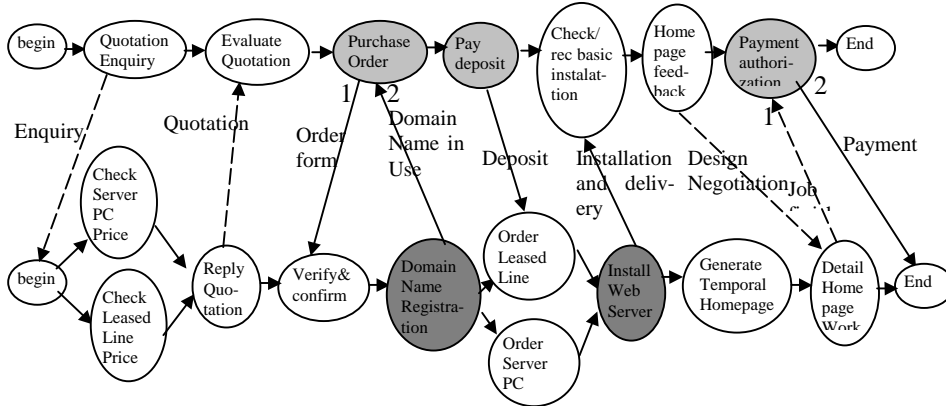 begin
Quotation
Enquiry
Evaluate
Quotation
Purchase
Order
Pay
deposit
Check/
rec basic
instalat-
tion
Home
page
feed-
back
Payment
authori-
zation
End
1
2
1
2
Enquiry
Quotation
Order
form
Domain
Name in
Use
Deposit
Installation
and deliv-
ery
Design
Negotiation
Job
Payment
begin
Check
Server
PC
Price
Check
Leased
Line
Price
Reply
Quo-
tation
Verify&
confirm
Domain
Name
Registra-
tion
Order
Leased
Line
Order
Server
PC
Install
Web
Server
Generate
Temporal
Homepage
Detail
Home
page
Work
End